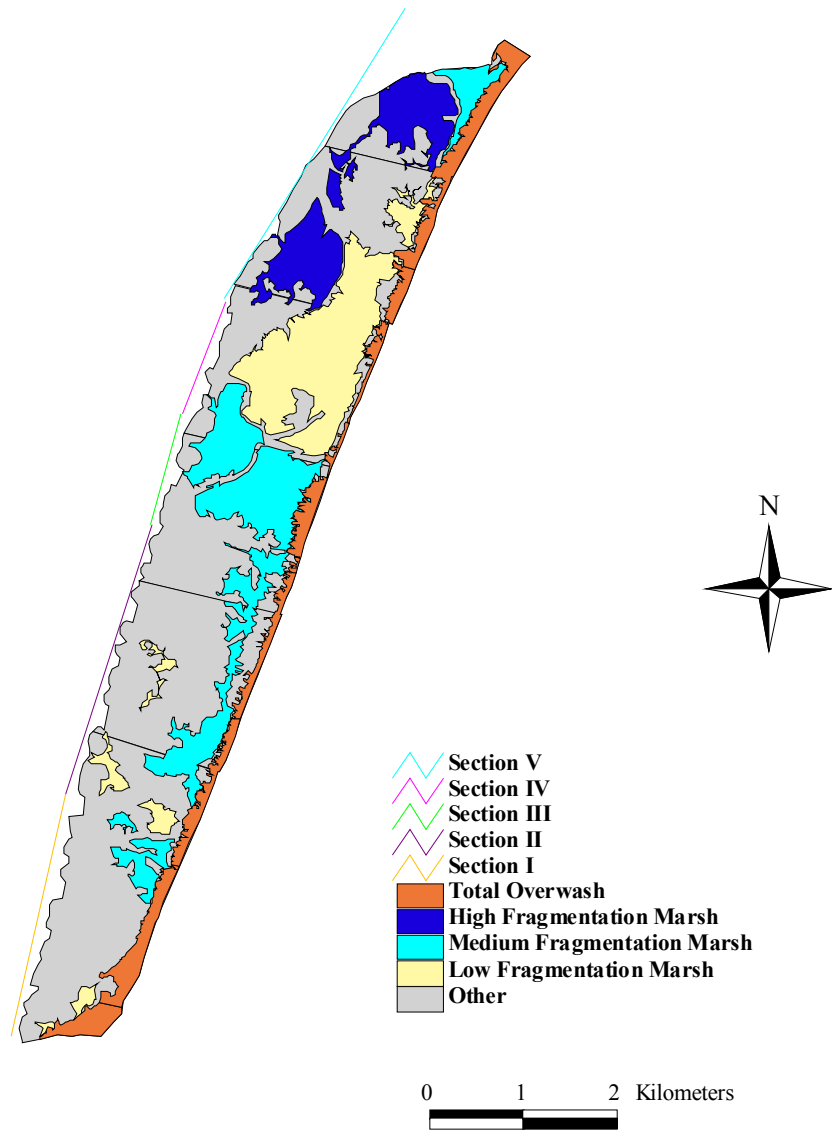 N
Section V
Section IV
Section III
Section II
Section I
Total Overwash
High Fragmentation Marsh
Medium Fragmentation Marsh
Low Fragmentation Marsh
Other
0 1 2 Kilometers